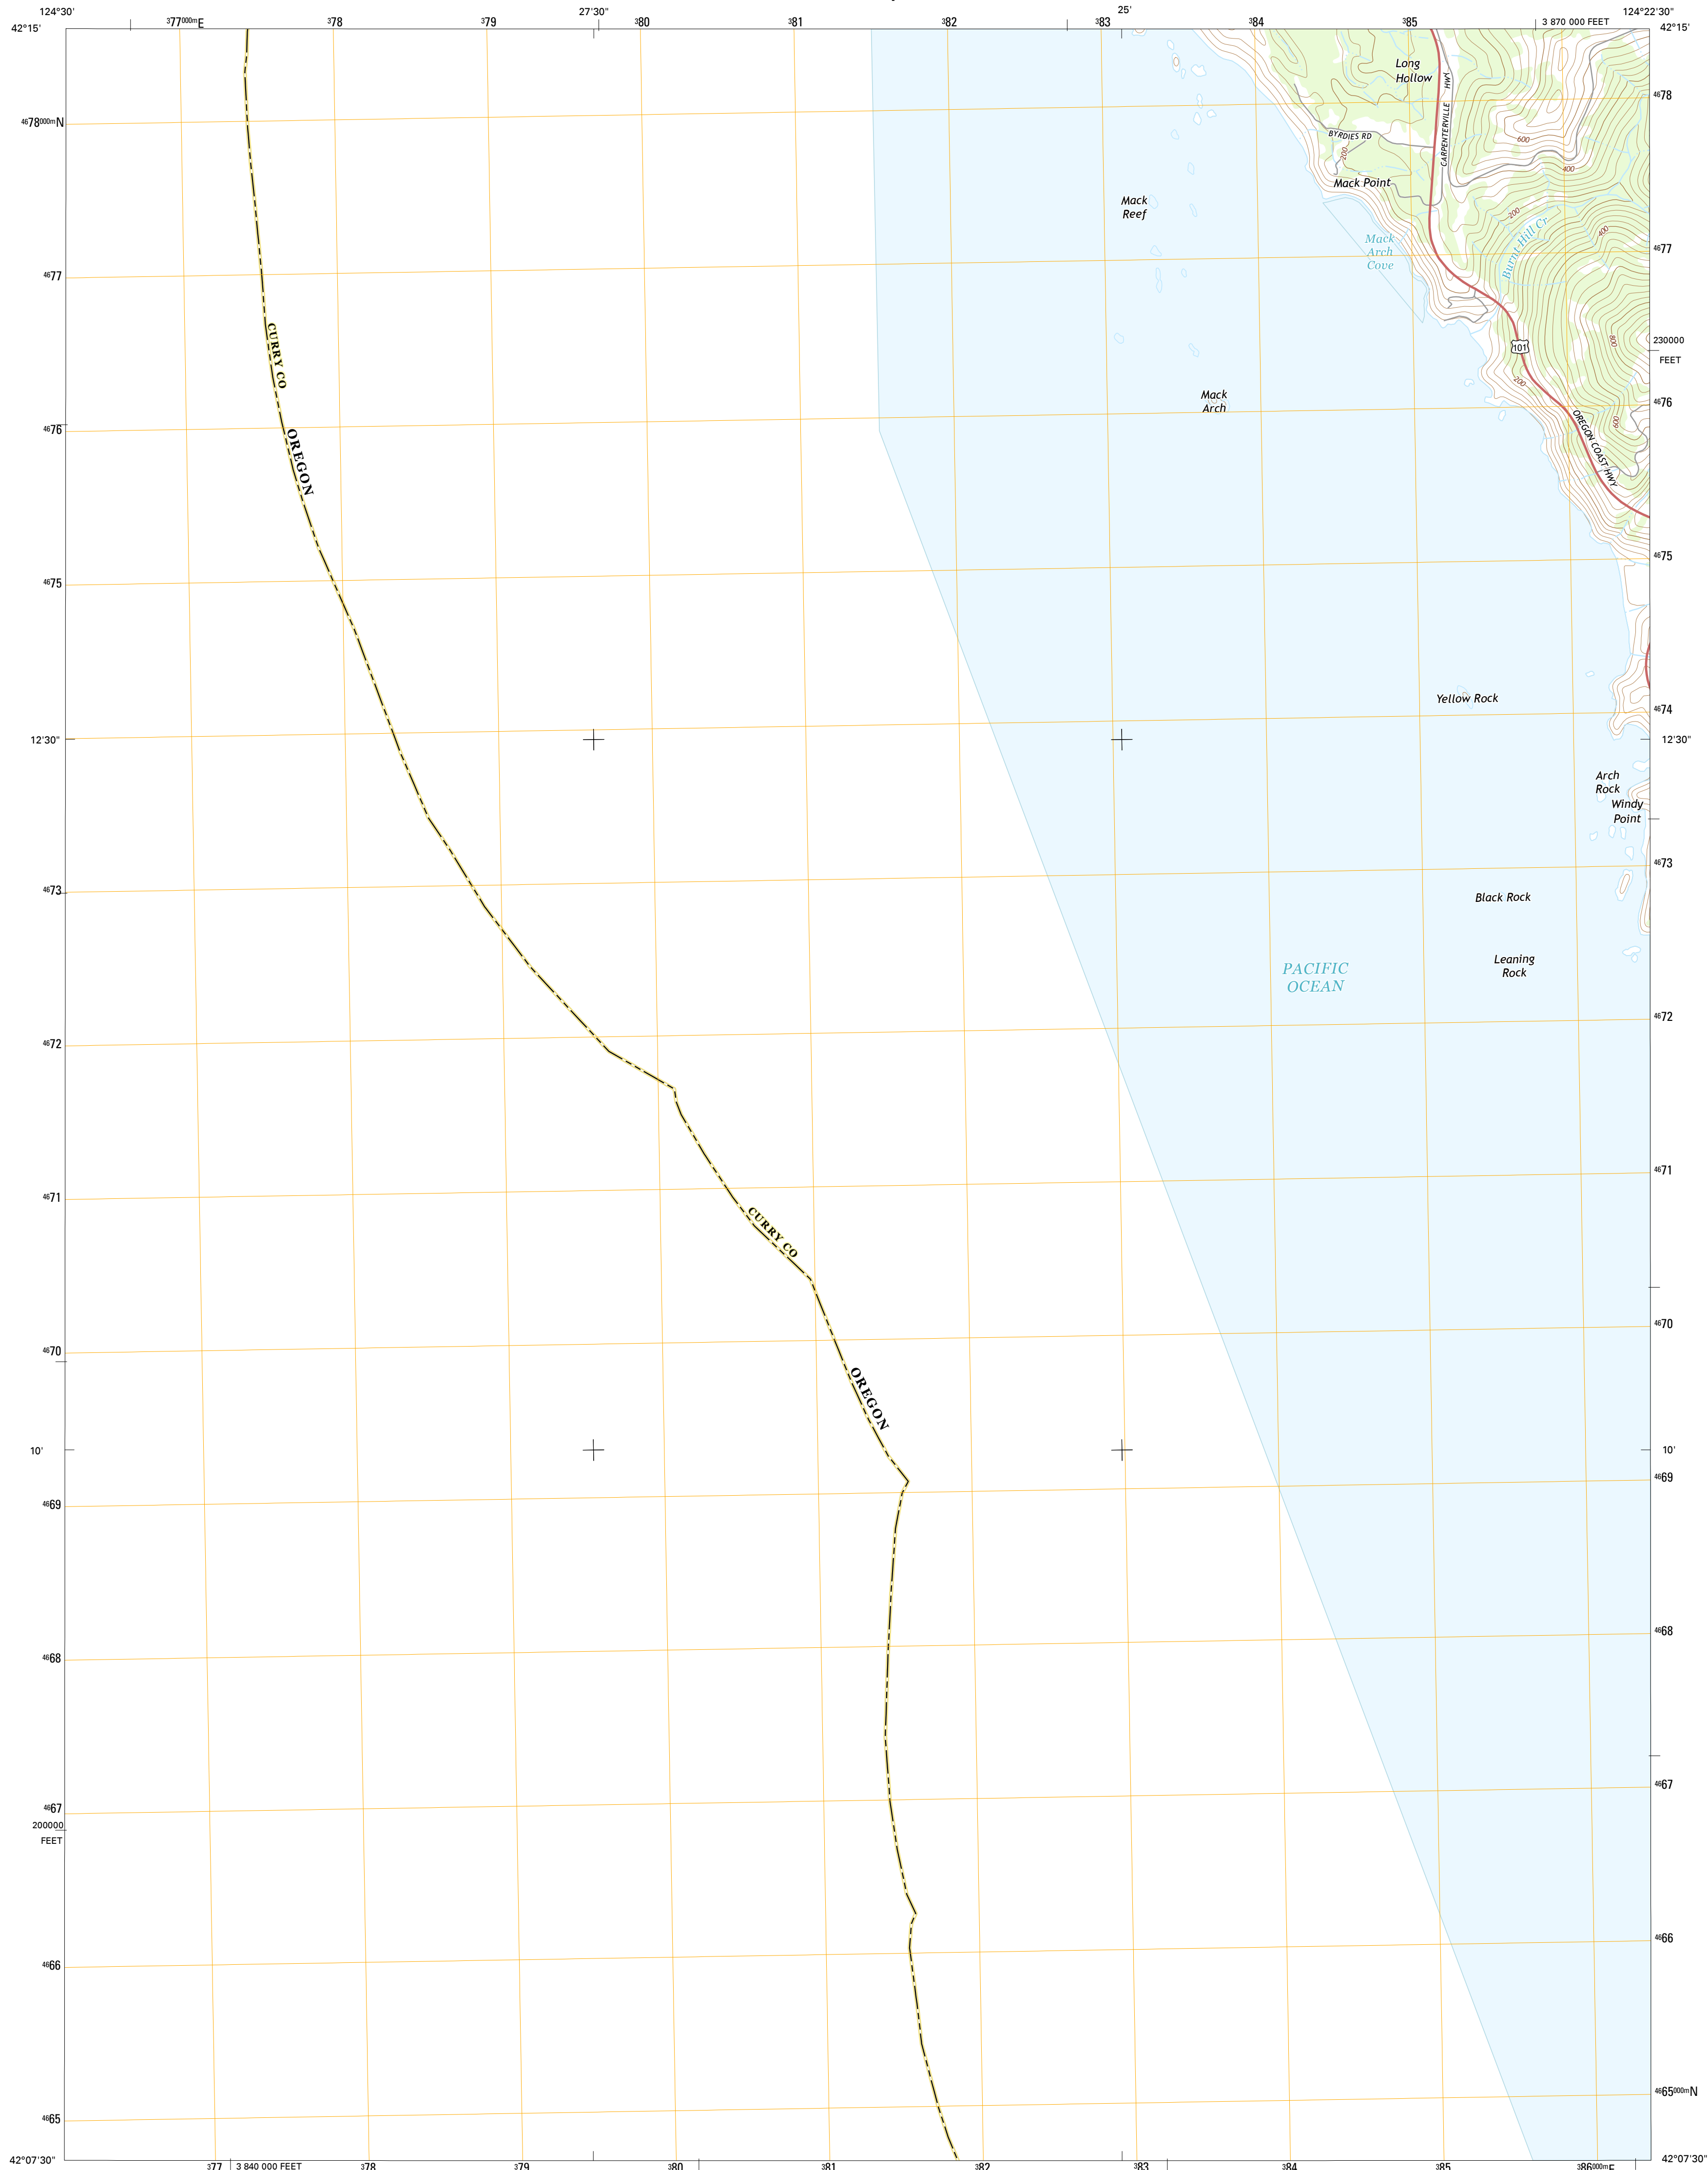 124°30' 27'30" 25' 124°22'30"
42°15' ³77⁰⁰⁰ᵐE ³78 ³79 ³80 ³81 ³82 ³83 ³84 ³85 3 870 000 FEET 42°15'
Long
Hollow
CARPENTERVILLE HWY
⁴⁶78⁰⁰⁰ᵐN
⁴⁶78
BYRDIES RD
200
600
400
Mack Point
Mack
Reef
200
400
Burnt Hill Cr
Mack
Arch
Cove
⁴⁶77
⁴⁶77
CURRY CO
101
800
230000
FEET
200
Mack
Arch
⁴⁶76
⁴⁶76
OREGON
OREGON COAST HWY
600
⁴⁶75
⁴⁶75
Yellow Rock
⁴⁶74
12'30"
12'30"
Arch
Rock
Windy
Point
⁴⁶73
⁴⁶73
Black Rock
Leaning
Rock
PACIFIC
OCEAN
⁴⁶72
⁴⁶72
⁴⁶71
⁴⁶71
CURRY CO
⁴⁶70
⁴⁶70
OREGON
10'
10'
⁴⁶69
⁴⁶69
⁴⁶68
⁴⁶68
⁴⁶67
⁴⁶67
200000
FEET
⁴⁶66
⁴⁶66
⁴⁶65
⁴⁶65⁰⁰⁰ᵐN
42°07'30" 42°07'30"
³77 3 840 000 FEET ³78 ³79 ³80 ³81 ³82 ³83 ³84 ³85 ³86⁰⁰⁰ᵐE